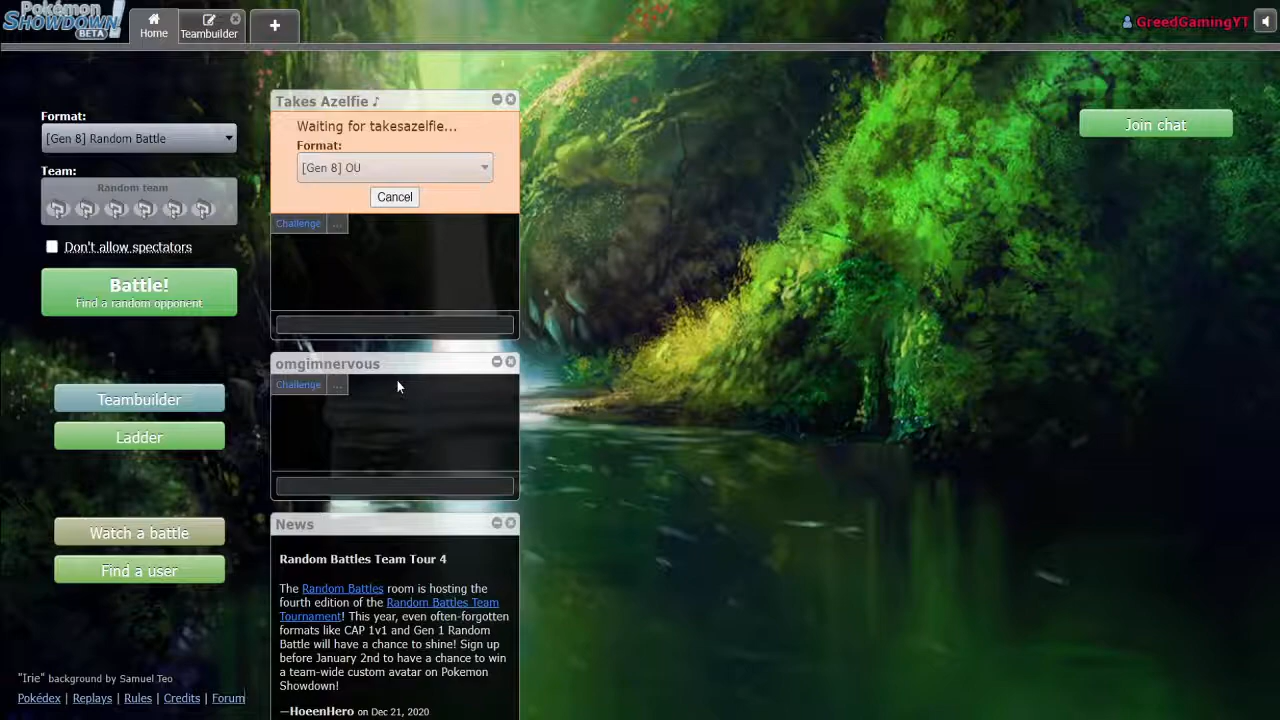 Pokémon
Showdown!
BETA
Home
Teambuilder
+
GreedGamingYT
Format:
[Gen 8] Random Battle
Team:
Random team
Don't allow spectators
Battle!
Find a random opponent
Teambuilder
Ladder
Watch a battle
Find a user
"Irie" background by Samuel Teo
Pokédex | Replays | Rules | Credits | Forum
Takes Azelfie ♪
Waiting for takesazelfie...
Format:
[Gen 8] OU
Cancel
Challenge ...
omgimnervous
Challenge ...
News
Random Battles Team Tour 4
The Random Battles room is hosting the
fourth edition of the Random Battles Team
Tournament! This year, even often-forgotten
formats like CAP 1v1 and Gen 1 Random
Battle will have a chance to shine! Sign up
before January 2nd to have a chance to win
a team-wide custom avatar on Pokemon
Showdown!
—HoeenHero on Dec 21, 2020
Join chat